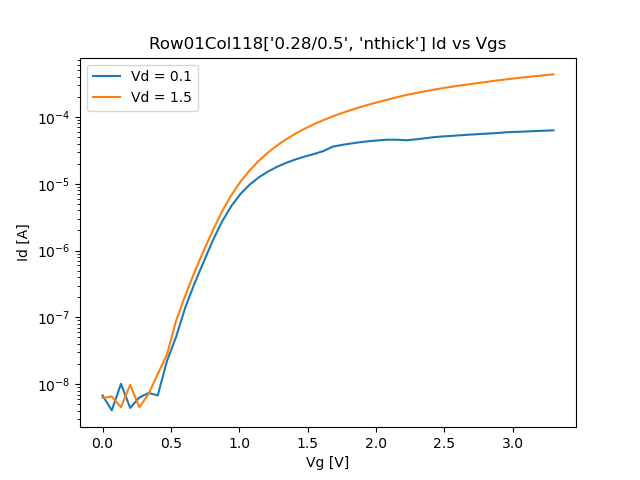 Row01Col118['0.28/0.5', 'nthick'] Id vs Vgs
Vd = 0.1
Vd = 1.5
Id [A]
10⁻⁴
10⁻⁵
10⁻⁶
10⁻⁷
10⁻⁸
0.0 0.5 1.0 1.5 2.0 2.5 3.0
Vg [V]